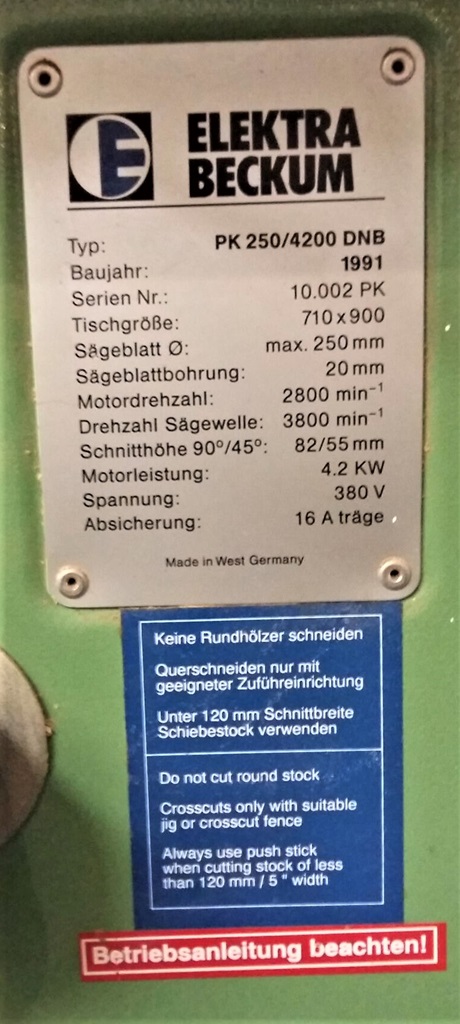 E
ELEKTRA
BECKUM
Typ: PK 250/4200 DNB
Baujahr: 1991
Serien Nr.: 10.002 PK
Tischgröße: 710x900
Sägeblatt Ø: max. 250 mm
Sägeblattbohrung: 20 mm
Motordrehzahl: 2800 min⁻¹
Drehzahl Sägewelle: 3800 min⁻¹
Schnitthöhe 90º/45º: 82/55 mm
Motorleistung: 4.2 KW
Spannung: 380 V
Absicherung: 16 A träge
Made in West Germany
Keine Rundhölzer schneiden
Querschneiden nur mit
geeigneter Zuführeinrichtung
Unter 120 mm Schnittbreite
Schiebestock verwenden
Do not cut round stock
Crosscuts only with suitable
jig or crosscut fence
Always use push stick
when cutting stock of less
than 120 mm / 5 " width
Betriebsanleitung beachten!